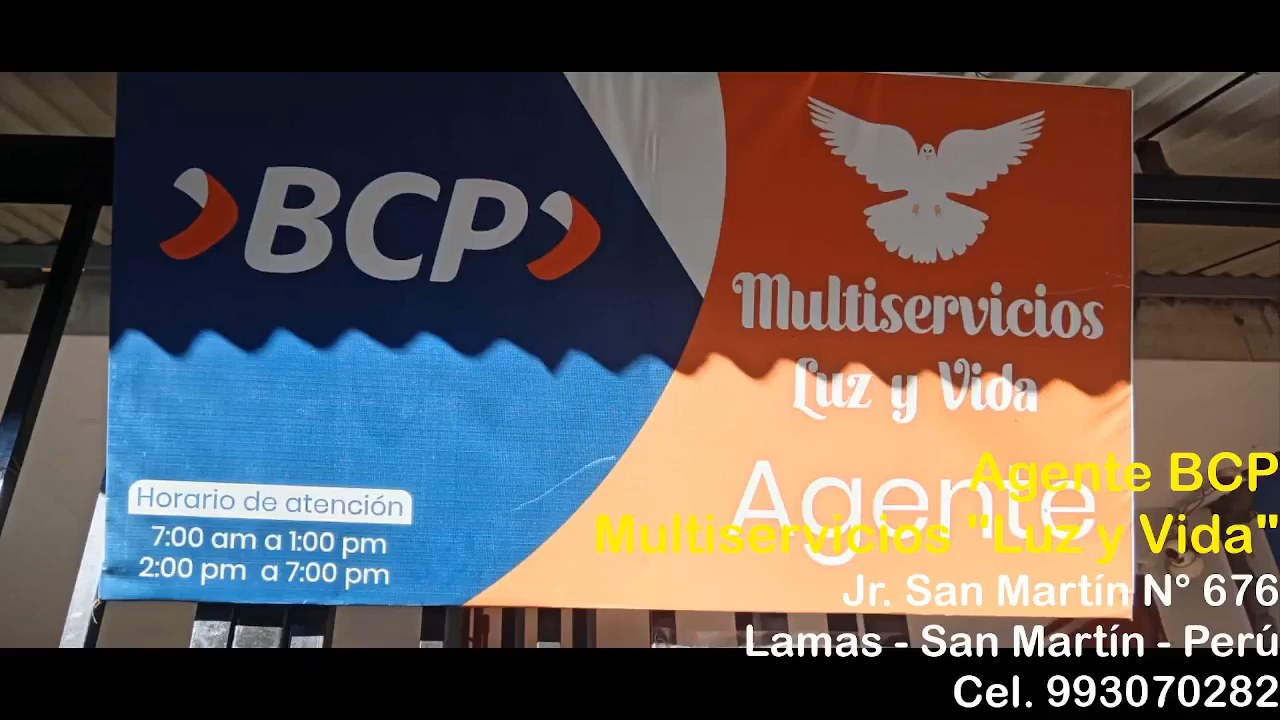 BCP
Multiservicios
Luz y Vida
Agente
Horario de atención
7:00 am a 1:00 pm
2:00 pm a 7:00 pm
Agente BCP
Multiservicios "Luz y Vida"
Jr. San Martín N° 676
Lamas - San Martín - Perú
Cel. 993070282